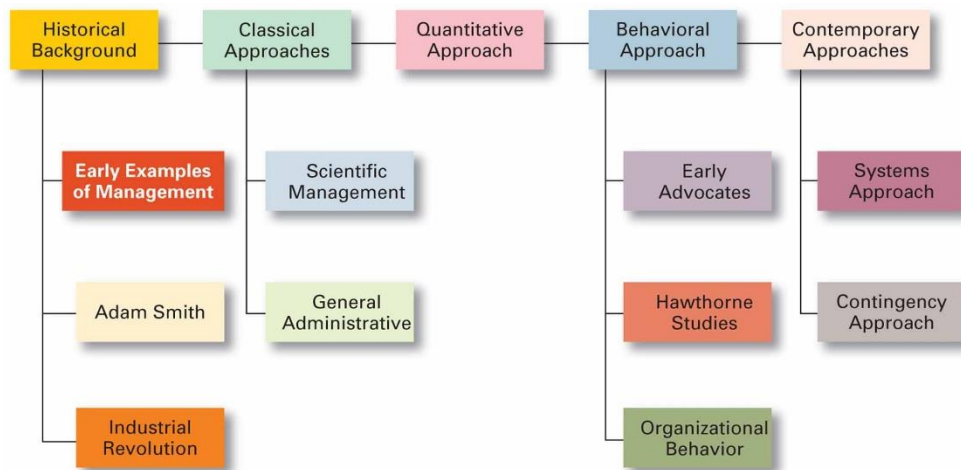 Historical
Background
Classical
Approaches
Quantitative
Approach
Behavioral
Approach
Contemporary
Approaches
Early Examples
of Management
Scientific
Management
Early
Advocates
Systems
Approach
Adam Smith
General
Administrative
Hawthorne
Studies
Contingency
Approach
Industrial
Revolution
Organizational
Behavior